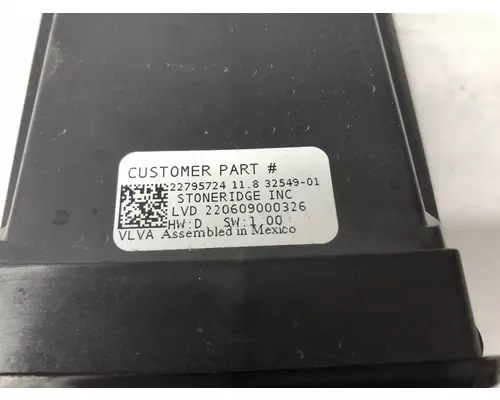 CUSTOMER PART #
22795724 11.8 32549-01
STONERIDGE INC
LVD 220609000326
HW:D SW:1.00
VLVA Assembled in Mexico